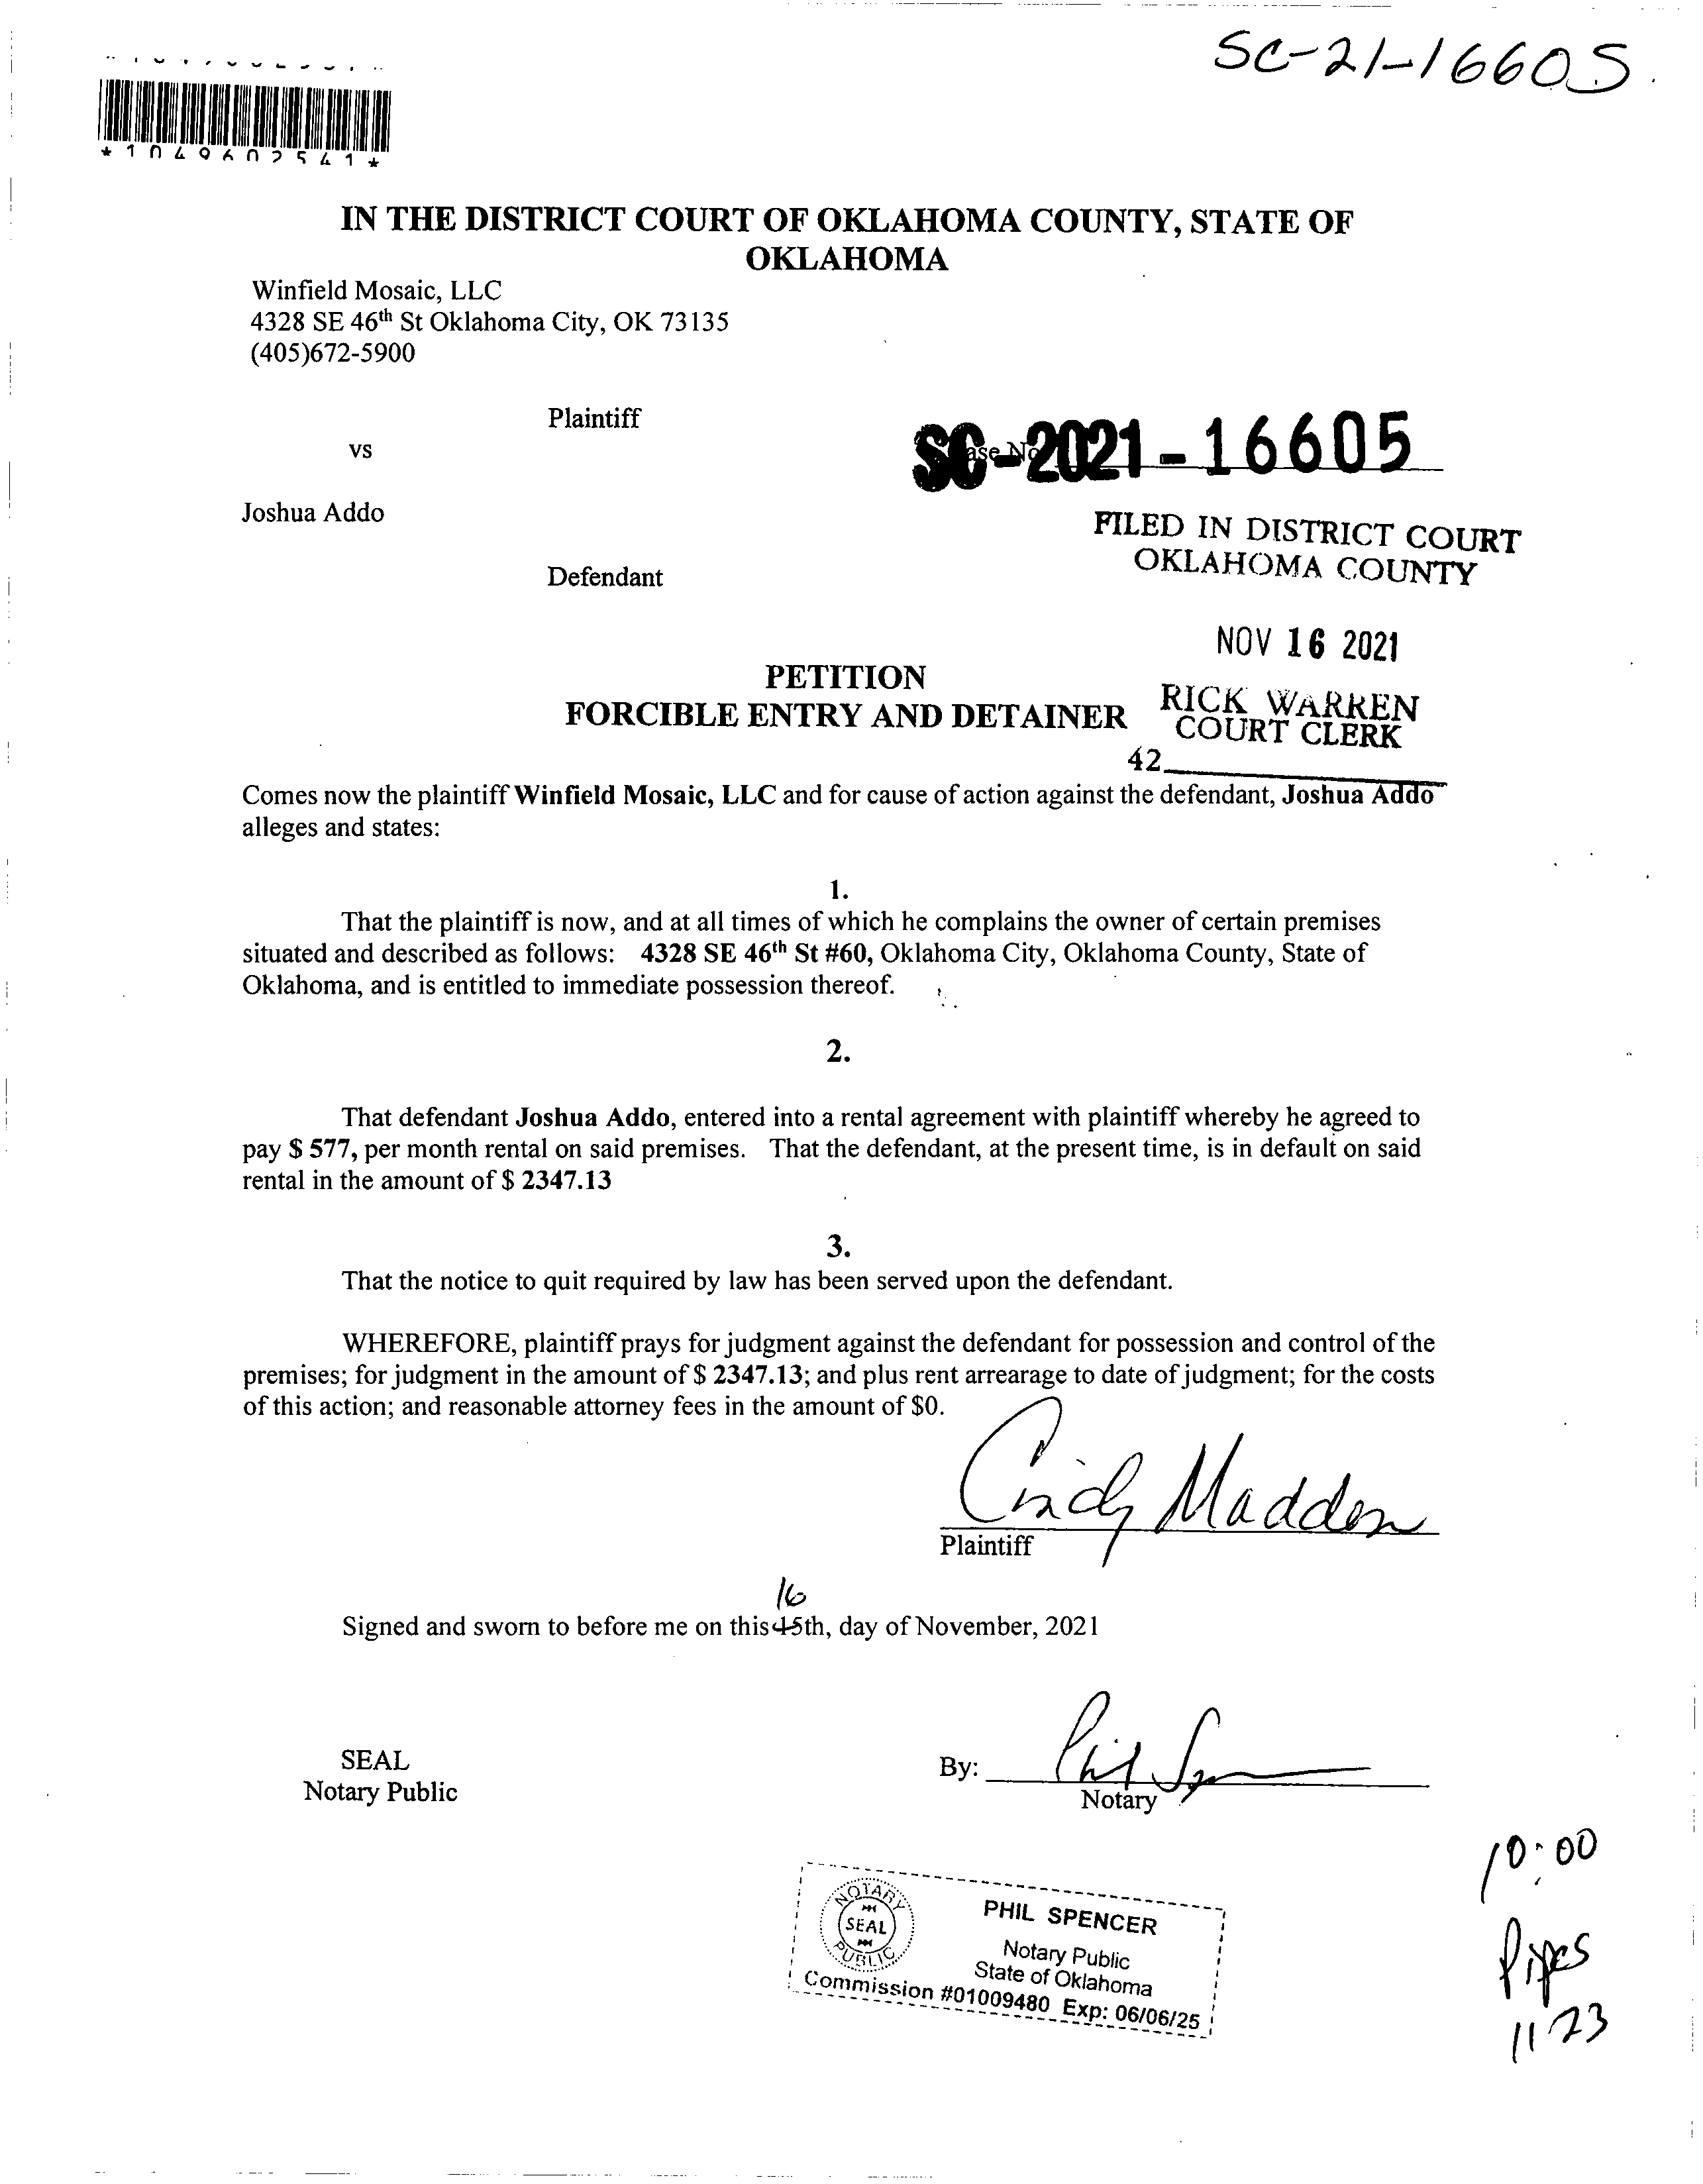 SC-21-16605
*1049602541*
IN THE DISTRICT COURT OF OKLAHOMA COUNTY, STATE OF
OKLAHOMA
Winfield Mosaic, LLC
4328 SE 46th St Oklahoma City, OK 73135
(405)672-5900
Plaintiff
vs
Case No
SC-2021-16605
Joshua Addo
FILED IN DISTRICT COURT
OKLAHOMA COUNTY
Defendant
NOV 16 2021
PETITION
FORCIBLE ENTRY AND DETAINER
RICK WARREN
COURT CLERK
42
Comes now the plaintiff Winfield Mosaic, LLC and for cause of action against the defendant, Joshua Addo
alleges and states:
1.
That the plaintiff is now, and at all times of which he complains the owner of certain premises
situated and described as follows: 4328 SE 46th St #60, Oklahoma City, Oklahoma County, State of
Oklahoma, and is entitled to immediate possession thereof.
2.
That defendant Joshua Addo, entered into a rental agreement with plaintiff whereby he agreed to
pay $ 577, per month rental on said premises. That the defendant, at the present time, is in default on said
rental in the amount of $ 2347.13
3.
That the notice to quit required by law has been served upon the defendant.
WHEREFORE, plaintiff prays for judgment against the defendant for possession and control of the
premises; for judgment in the amount of $ 2347.13; and plus rent arrearage to date of judgment; for the costs
of this action; and reasonable attorney fees in the amount of $0.
Cindy Madden
Plaintiff
16
Signed and sworn to before me on this 15th, day of November, 2021
SEAL
Notary Public
By: Phil Spencer
Notary
10:00
Pipes
11 23
NOTARY
SEAL
PUBLIC
PHIL SPENCER
Notary Public
State of Oklahoma
Commission #01009480 Exp: 06/06/25